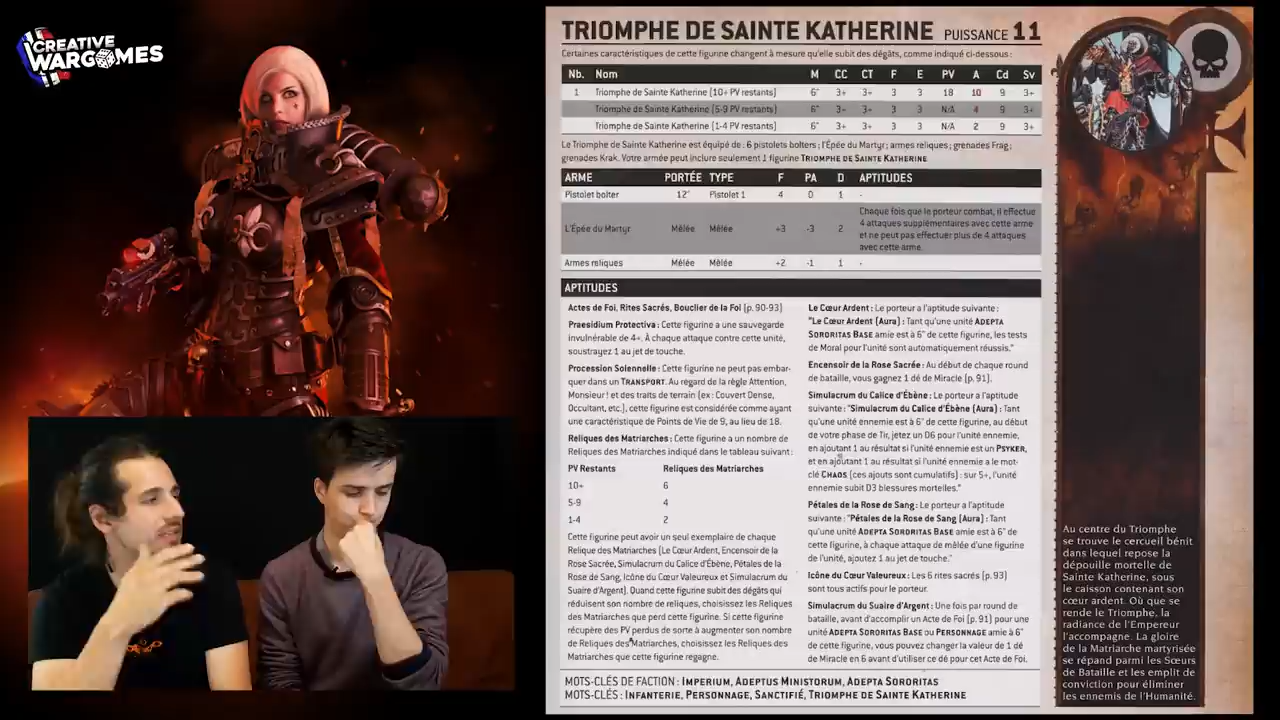 CREATIVE
WARGAMES
TRIOMPHE DE SAINTE KATHERINE PUISSANCE 11
Certaines caractéristiques de cette figurine changent à mesure qu'elle subit des dégâts, comme indiqué ci-dessous :
Nb. Nom M CC CT F E PV A Cd Sv
1 Triomphe de Sainte Katherine (10+ PV restants) 6" 3+ 3+ 3 3 18 10 9 3+
Triomphe de Sainte Katherine (5-9 PV restants) 6" 3+ 3+ 3 3 N/A 4 9 3+
Triomphe de Sainte Katherine (1-4 PV restants) 6" 3+ 3+ 3 3 N/A 2 9 3+
Le Triomphe de Sainte Katherine est équipé de : 6 pistolets bolters ; l'Épée du Martyr ; armes reliques ; grenades Frag ;
grenades Krak. Votre armée peut inclure seulement 1 figurine TRIOMPHE DE SAINTE KATHERINE
ARME PORTÉE TYPE F PA D APTITUDES
Pistolet bolter 12" Pistolet 1 4 0 1 -
L'Épée du Martyr Mêlée Mêlée +3 -3 2 Chaque fois que le porteur combat, il effectue
4 attaques supplémentaires avec cette arme
et ne peut pas effectuer plus de 4 attaques
avec cette arme.
Armes reliques Mêlée Mêlée +2 -1 1 -
APTITUDES
Actes de Foi, Rites Sacrés, Bouclier de la Foi (p. 90-93)
Praesidium Protectiva : Cette figurine a une sauvegarde
invulnérable de 4+. À chaque attaque contre cette unité,
soustrayez 1 au jet de touche.
Procession Solennelle : Cette figurine ne peut pas embar-
quer dans un TRANSPORT. Au regard de la règle Attention,
Monsieur ! et des traits de terrain (ex : Couvert Dense,
Occultant, etc.), cette figurine est considérée comme ayant
une caractéristique de Points de Vie de 9, au lieu de 18.
Reliques des Matriarches : Cette figurine a un nombre de
Reliques des Matriarches indiqué dans le tableau suivant :
PV Restants Reliques des Matriarches
10+ 6
5-9 4
1-4 2
Cette figurine peut avoir un seul exemplaire de chaque
Relique des Matriarches (Le Cœur Ardent, Encensoir de la
Rose Sacrée, Simulacrum du Calice d'Ébène, Pétales de la
Rose de Sang, Icône du Cœur Valeureux et Simulacrum du
Suaire d'Argent). Quand cette figurine subit des dégâts qui
réduisent son nombre de reliques, choisissez les Reliques
des Matriarches que perd cette figurine. Si cette figurine
récupère des PV perdus de sorte à augmenter son nombre
de Reliques des Matriarches, choisissez les Reliques des
Matriarches que cette figurine regagne.
Le Cœur Ardent : Le porteur a l'aptitude suivante :
"Le Cœur Ardent (Aura) : Tant qu'une unité ADEPTA
SORORITAS BASE amie est à 6" de cette figurine, les tests
de Moral pour l'unité sont automatiquement réussis."
Encensoir de la Rose Sacrée : Au début de chaque round
de bataille, vous gagnez 1 dé de Miracle (p. 91).
Simulacrum du Calice d'Ébène : Le porteur a l'aptitude
suivante : "Simulacrum du Calice d'Ébène (Aura) : Tant
qu'une unité ennemie est à 6" de cette figurine, au début
de votre phase de Tir, jetez un D6 pour l'unité ennemie,
en ajoutant 1 au résultat si l'unité ennemie est un PSYKER,
et en ajoutant 1 au résultat si l'unité ennemie a le mot-
clé CHAOS (ces ajouts sont cumulatifs) : sur 5+, l'unité
ennemie subit D3 blessures mortelles."
Pétales de la Rose de Sang : Le porteur a l'aptitude
suivante : "Pétales de la Rose de Sang (Aura) : Tant
qu'une unité ADEPTA SORORITAS BASE amie est à 6" de
cette figurine, à chaque attaque de mêlée d'une figurine
de l'unité, ajoutez 1 au jet de touche."
Icône du Cœur Valeureux : Les 6 rites sacrés (p. 93)
sont tous actifs pour le porteur.
Simulacrum du Suaire d'Argent : Une fois par round de
bataille, avant d'accomplir un Acte de Foi (p. 91) pour une
unité ADEPTA SORORITAS BASE ou PERSONNAGE amie à 6"
de cette figurine, vous pouvez changer la valeur de 1 dé
de Miracle en 6 avant d'utiliser ce dé pour cet Acte de Foi.
MOTS-CLÉS DE FACTION : IMPERIUM, ADEPTUS MINISTORUM, ADEPTA SORORITAS
MOTS-CLÉS : INFANTERIE, PERSONNAGE, SANCTIFIÉ, TRIOMPHE DE SAINTE KATHERINE
Au centre du Triomphe
se trouve le cercueil bénit
dans lequel repose la
dépouille mortelle de
Sainte Katherine, sous
le caisson contenant son
cœur ardent. Où que se
rende le Triomphe, la
radiance de l'Empereur
l'accompagne. La gloire
de la Matriarche martyrisée
se répand parmi les Sœurs
de Bataille et les emplit de
conviction pour éliminer
les ennemis de l'Humanité.